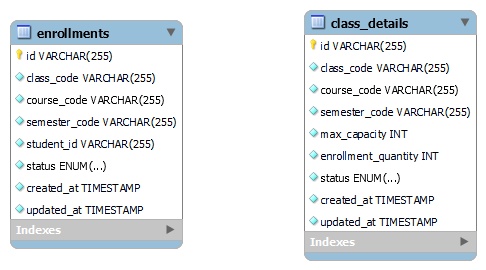 enrollments
id VARCHAR(255)
class_code VARCHAR(255)
course_code VARCHAR(255)
semester_code VARCHAR(255)
student_id VARCHAR(255)
status ENUM(...)
created_at TIMESTAMP
updated_at TIMESTAMP
Indexes
class_details
id VARCHAR(255)
class_code VARCHAR(255)
course_code VARCHAR(255)
semester_code VARCHAR(255)
max_capacity INT
enrollment_quantity INT
status ENUM(...)
created_at TIMESTAMP
updated_at TIMESTAMP
Indexes